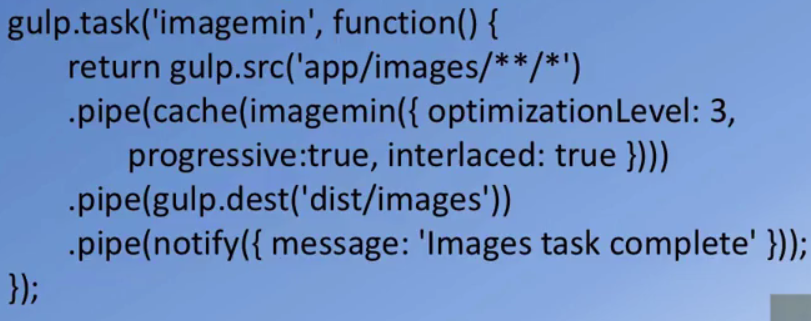 gulp.task('imagemin', function() {
return gulp.src('app/images/**/*')
.pipe(cache(imagemin({ optimizationLevel: 3,
progressive:true, interlaced: true })))
.pipe(gulp.dest('dist/images'))
.pipe(notify({ message: 'Images task complete' }));
});